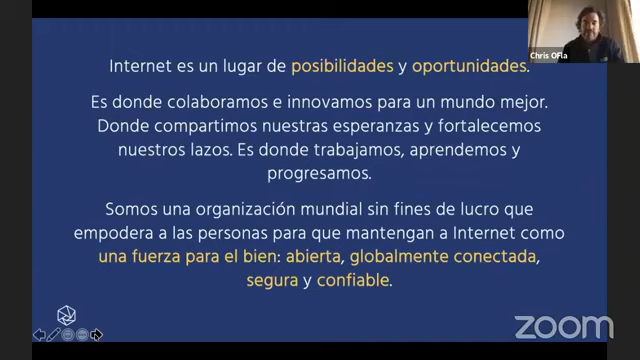 Chris OFla
Internet es un lugar de posibilidades y oportunidades.
Es donde colaboramos e innovamos para un mundo mejor.
Donde compartimos nuestras esperanzas y fortalecemos
nuestros lazos. Es donde trabajamos, aprendemos y
progresamos.
Somos una organización mundial sin fines de lucro que
empodera a las personas para que mantengan a Internet como
una fuerza para el bien: abierta, globalmente conectada,
segura y confiable.
zoom